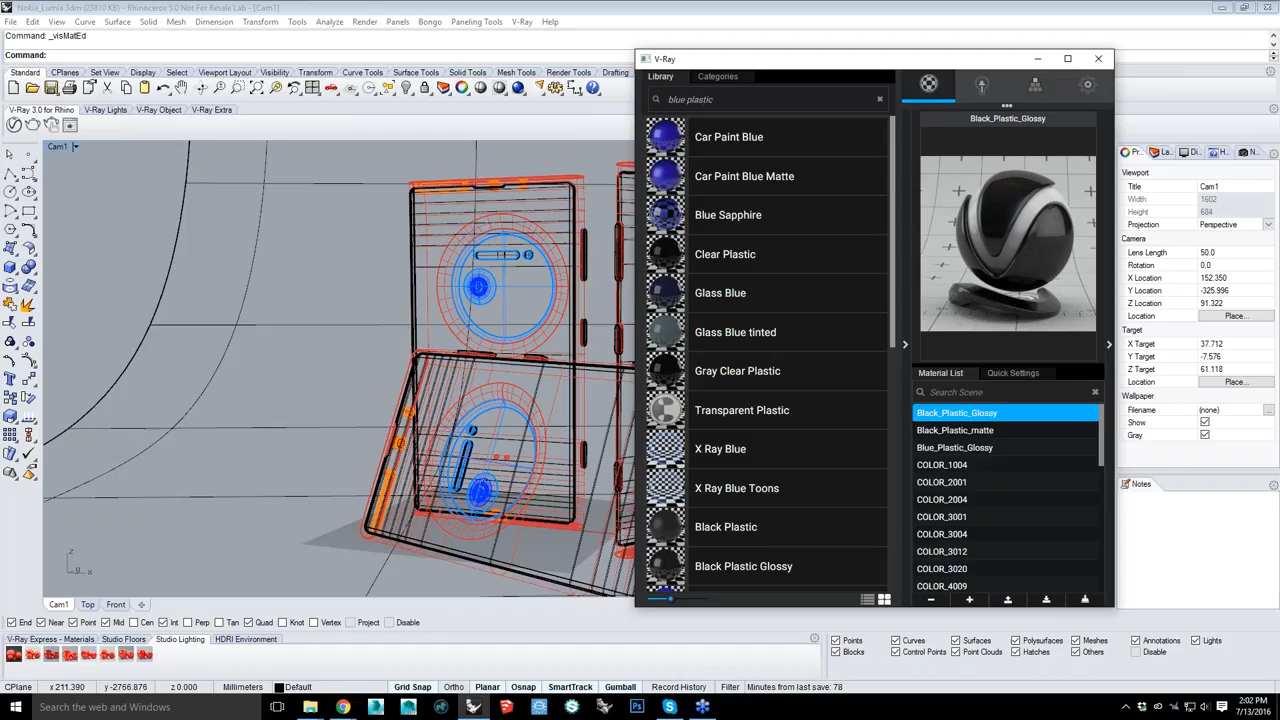 Nokia_Lumia.3dm (23810 KB) - Rhinoceros 5.0 Not For Resale Lab - [Cam1]
File Edit View Curve Surface Solid Mesh Dimension Transform Tools Analyze Render Panels Bongo Paneling Tools V-Ray Help
Command: _visMatEd
Command:
Standard CPlanes Set View Display Select Viewport Layout Visibility Transform Curve Tools Surface Tools Solid Tools Mesh Tools Render Tools Drafting
V-Ray 3.0 for Rhino V-Ray Lights V-Ray Object V-Ray Extra
Cam1
V-Ray
Library Categories
blue plastic
Car Paint Blue
Car Paint Blue Matte
Blue Sapphire
Clear Plastic
Glass Blue
Glass Blue tinted
Gray Clear Plastic
Transparent Plastic
X Ray Blue
X Ray Blue Toons
Black Plastic
Black Plastic Glossy
Black_Plastic_Glossy
Material List Quick Settings
Search Scene
Black_Plastic_Glossy
Black_Plastic_matte
Blue_Plastic_Glossy
COLOR_1004
COLOR_2001
COLOR_2004
COLOR_3001
COLOR_3004
COLOR_3012
COLOR_3020
COLOR_4009
Pr... La... Di... H... N...
Viewport
Title Cam1
Width 1602
Height 684
Projection Perspective
Camera
Lens Length 50.0
Rotation 0.0
X Location 152.350
Y Location -325.996
Z Location 91.322
Location Place...
Target
X Target 37.712
Y Target -7.576
Z Target 61.118
Location Place...
Wallpaper
Filename (none) ...
Show
Gray
Notes
z
y x
Cam1 Top Front
End Near Point Mid Cen Int Perp Tan Quad Knot Vertex Project Disable
V-Ray Express - Materials Studio Floors Studio Lighting HDRI Environment
Points Curves Surfaces Polysurfaces Meshes Annotations Lights
Blocks Control Points Point Clouds Hatches Others Disable
CPlane x 211.390 y -2766.876 z 0.000 Millimeters Default Grid Snap Ortho Planar Osnap SmartTrack Gumball Record History Filter Minutes from last save: 78
Search the web and Windows
2:02 PM
7/13/2016